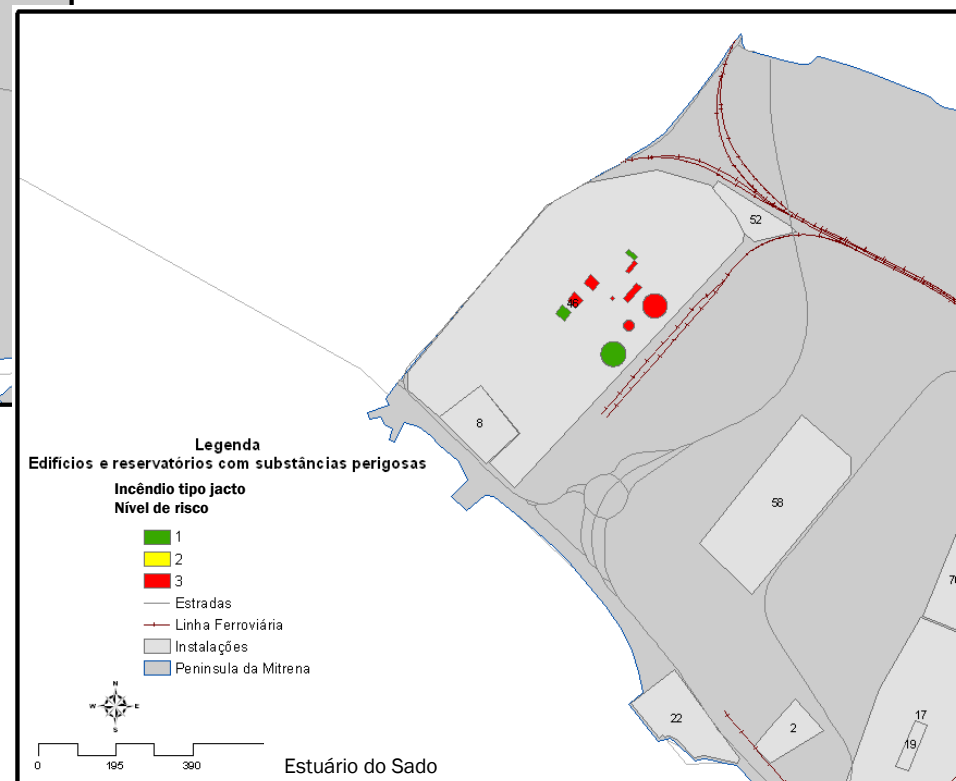 52
46
8
58
Legenda
Edifícios e reservatórios com substâncias perigosas
Incêndio tipo jacto
Nível de risco
1
2
3
Estradas
Linha Ferroviária
Instalações
Peninsula da Mitrena
N
W E
S
0 195 390
Estuário do Sado
22
2
17
19